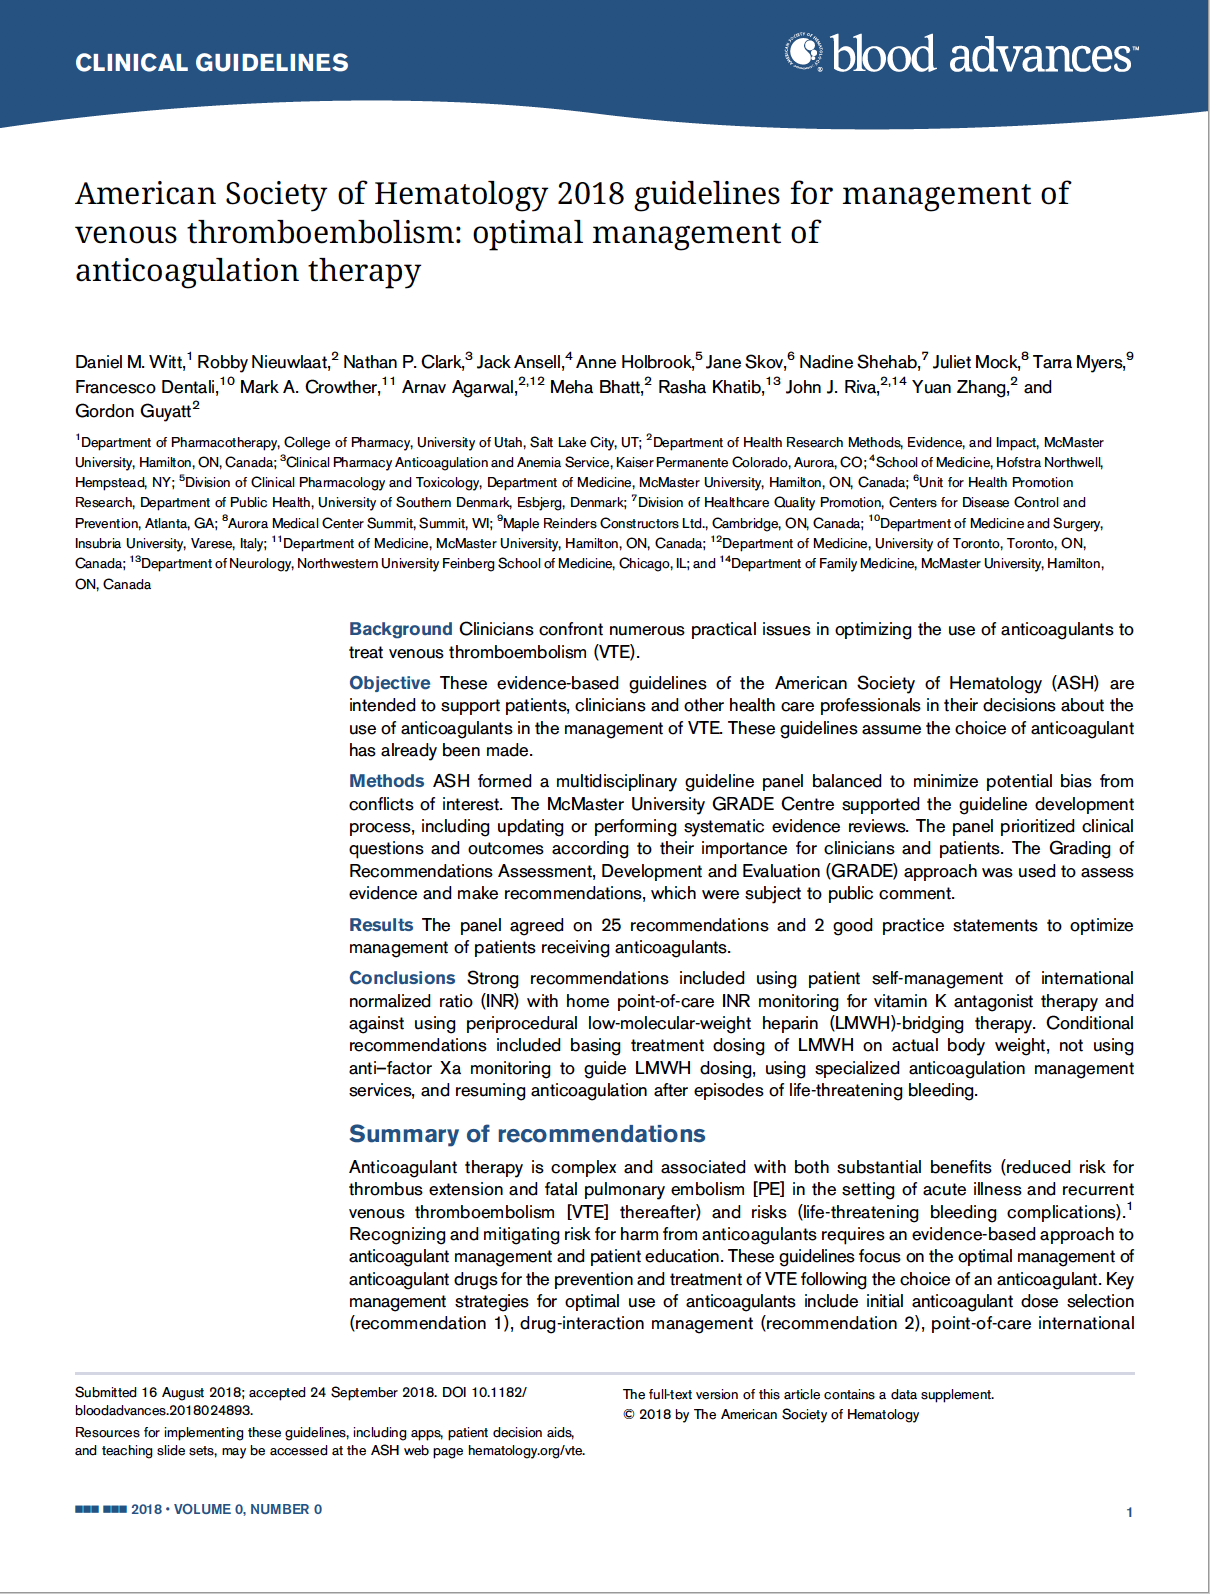 CLINICAL GUIDELINES
blood advances™
American Society of Hematology 2018 guidelines for management of
venous thromboembolism: optimal management of
anticoagulation therapy
Daniel M. Witt,1 Robby Nieuwlaat,2 Nathan P. Clark,3 Jack Ansell,4 Anne Holbrook,5 Jane Skov,6 Nadine Shehab,7 Juliet Mock,8 Tarra Myers,9
Francesco Dentali,10 Mark A. Crowther,11 Arnav Agarwal,2,12 Meha Bhatt,2 Rasha Khatib,13 John J. Riva,2,14 Yuan Zhang,2 and
Gordon Guyatt2
1Department of Pharmacotherapy, College of Pharmacy, University of Utah, Salt Lake City, UT; 2Department of Health Research Methods, Evidence, and Impact, McMaster
University, Hamilton, ON, Canada; 3Clinical Pharmacy Anticoagulation and Anemia Service, Kaiser Permanente Colorado, Aurora, CO; 4School of Medicine, Hofstra Northwell,
Hempstead, NY; 5Division of Clinical Pharmacology and Toxicology, Department of Medicine, McMaster University, Hamilton, ON, Canada; 6Unit for Health Promotion
Research, Department of Public Health, University of Southern Denmark, Esbjerg, Denmark; 7Division of Healthcare Quality Promotion, Centers for Disease Control and
Prevention, Atlanta, GA; 8Aurora Medical Center Summit, Summit, WI; 9Maple Reinders Constructors Ltd., Cambridge, ON, Canada; 10Department of Medicine and Surgery,
Insubria University, Varese, Italy; 11Department of Medicine, McMaster University, Hamilton, ON, Canada; 12Department of Medicine, University of Toronto, Toronto, ON,
Canada; 13Department of Neurology, Northwestern University Feinberg School of Medicine, Chicago, IL; and 14Department of Family Medicine, McMaster University, Hamilton,
ON, Canada
Background Clinicians confront numerous practical issues in optimizing the use of anticoagulants to
treat venous thromboembolism (VTE).
Objective These evidence-based guidelines of the American Society of Hematology (ASH) are
intended to support patients, clinicians and other health care professionals in their decisions about the
use of anticoagulants in the management of VTE. These guidelines assume the choice of anticoagulant
has already been made.
Methods ASH formed a multidisciplinary guideline panel balanced to minimize potential bias from
conflicts of interest. The McMaster University GRADE Centre supported the guideline development
process, including updating or performing systematic evidence reviews. The panel prioritized clinical
questions and outcomes according to their importance for clinicians and patients. The Grading of
Recommendations Assessment, Development and Evaluation (GRADE) approach was used to assess
evidence and make recommendations, which were subject to public comment.
Results The panel agreed on 25 recommendations and 2 good practice statements to optimize
management of patients receiving anticoagulants.
Conclusions Strong recommendations included using patient self-management of international
normalized ratio (INR) with home point-of-care INR monitoring for vitamin K antagonist therapy and
against using periprocedural low-molecular-weight heparin (LMWH)-bridging therapy. Conditional
recommendations included basing treatment dosing of LMWH on actual body weight, not using
anti–factor Xa monitoring to guide LMWH dosing, using specialized anticoagulation management
services, and resuming anticoagulation after episodes of life-threatening bleeding.
Summary of recommendations
Anticoagulant therapy is complex and associated with both substantial benefits (reduced risk for
thrombus extension and fatal pulmonary embolism [PE] in the setting of acute illness and recurrent
venous thromboembolism [VTE] thereafter) and risks (life-threatening bleeding complications).1
Recognizing and mitigating risk for harm from anticoagulants requires an evidence-based approach to
anticoagulant management and patient education. These guidelines focus on the optimal management of
anticoagulant drugs for the prevention and treatment of VTE following the choice of an anticoagulant. Key
management strategies for optimal use of anticoagulants include initial anticoagulant dose selection
(recommendation 1), drug-interaction management (recommendation 2), point-of-care international
Submitted 16 August 2018; accepted 24 September 2018. DOI 10.1182/
bloodadvances.2018024893.
Resources for implementing these guidelines, including apps, patient decision aids,
and teaching slide sets, may be accessed at the ASH web page hematology.org/vte.
The full-text version of this article contains a data supplement.
© 2018 by The American Society of Hematology
■■■ ■■■ 2018 • VOLUME 0, NUMBER 0
1